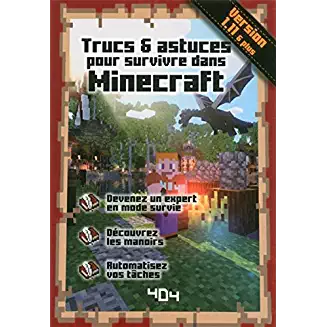 Version
1.11 & plus
Trucs & astuces
pour survivre dans
Minecraft
Devenez un expert
en mode survie
Découvrez
les manoirs
Automatisez
vos tâches
404